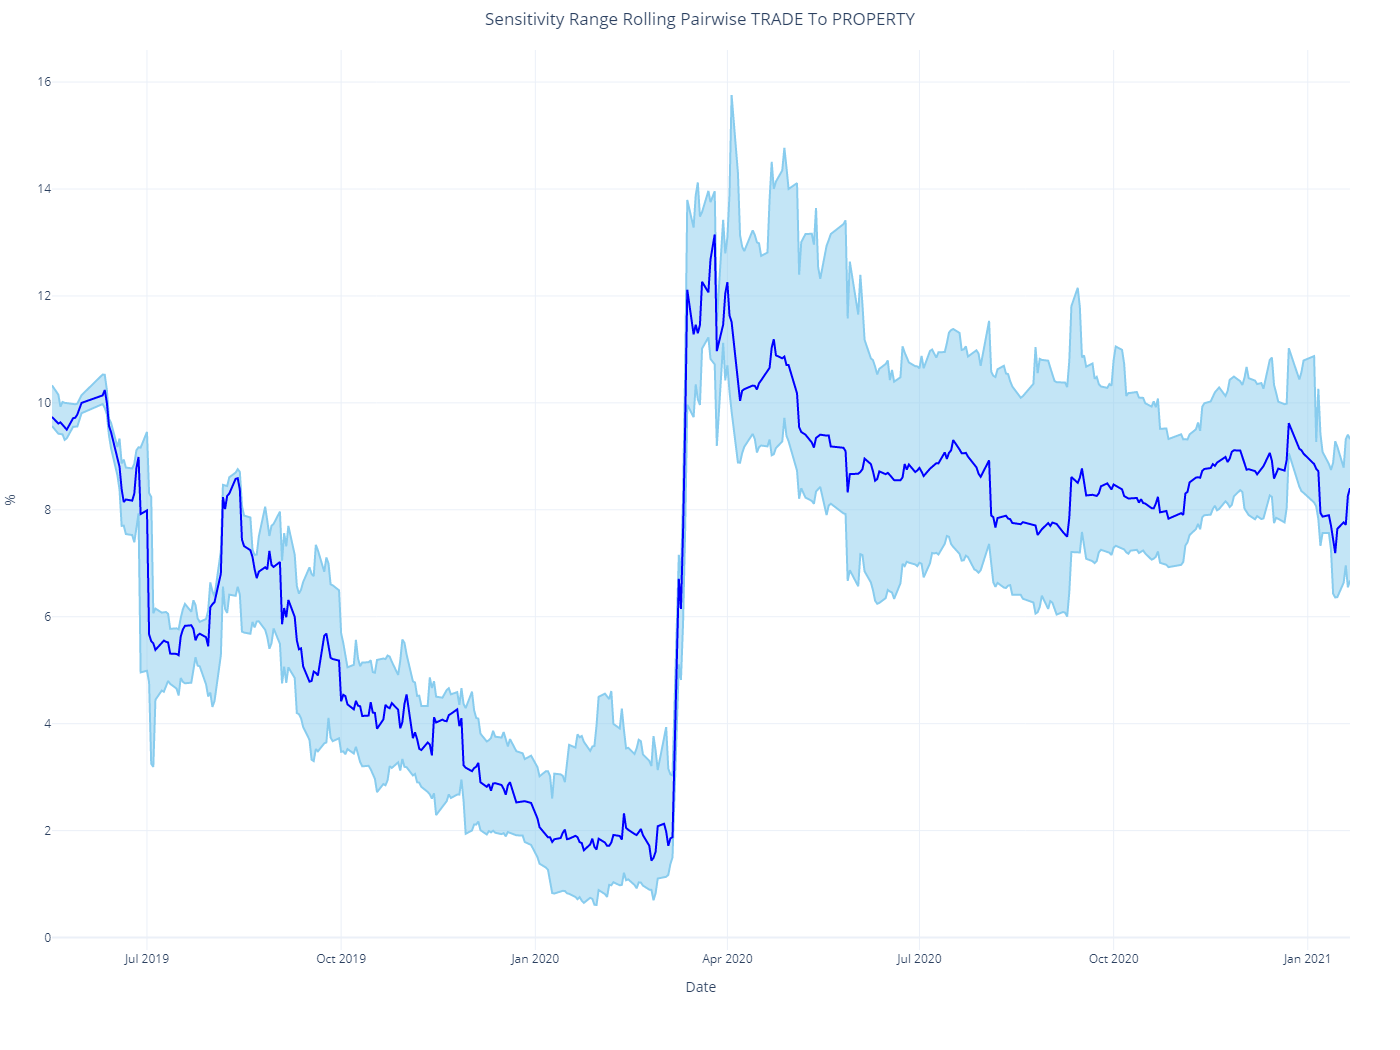 Sensitivity Range Rolling Pairwise TRADE To PROPERTY
16
14
12
10
8
6
4
2
0
%
Jul 2019
Oct 2019
Jan 2020
Apr 2020
Jul 2020
Oct 2020
Jan 2021
Date